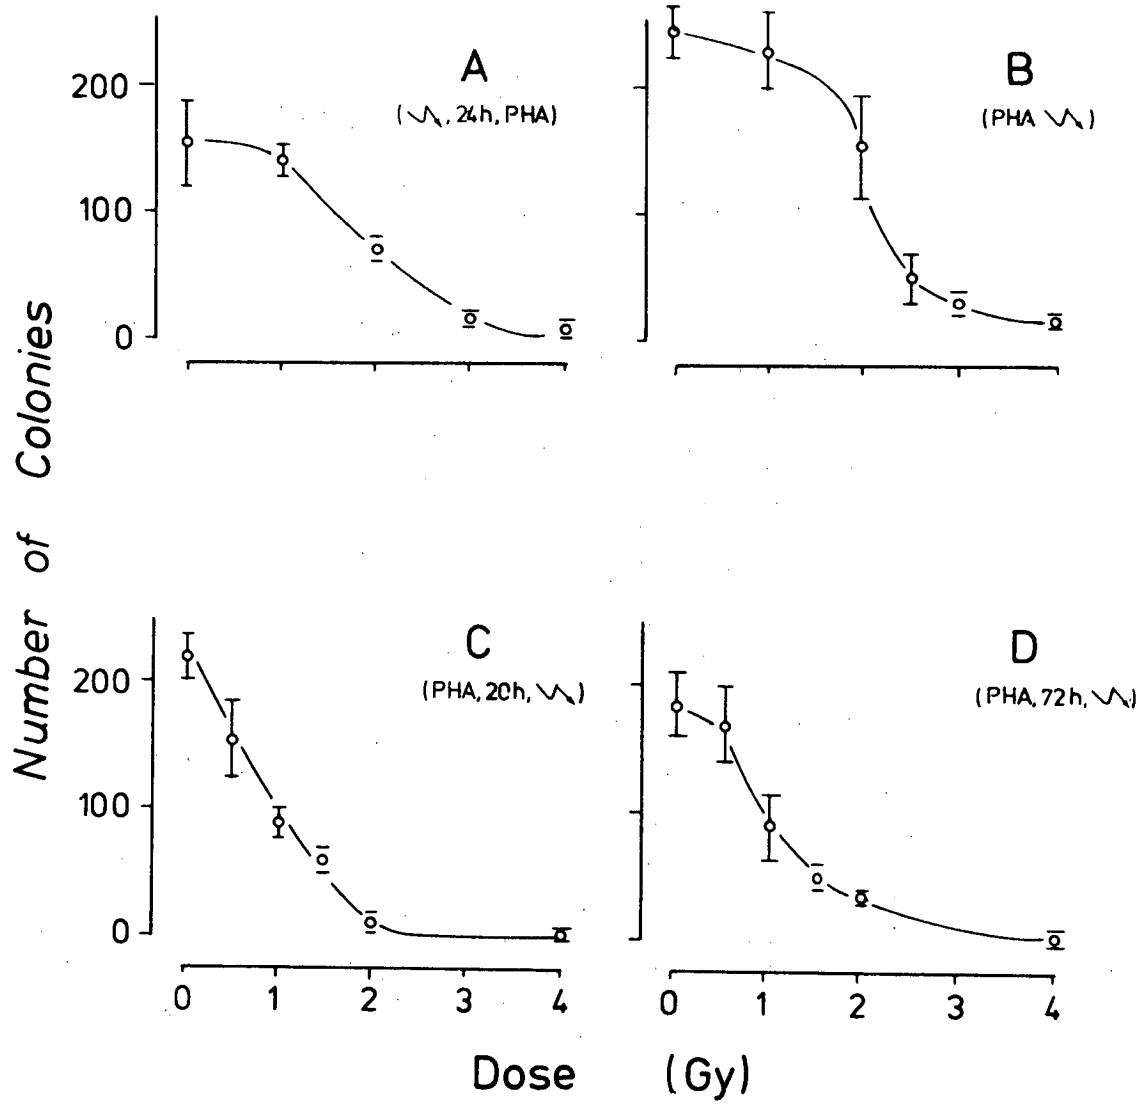 A
(, 24h, PHA)
B
(PHA )
200
100
0
C
(PHA, 20h, )
D
(PHA, 72h, )
200
100
0
0 1 2 3 4
0 1 2 3 4
Number of Colonies
Dose (Gy)